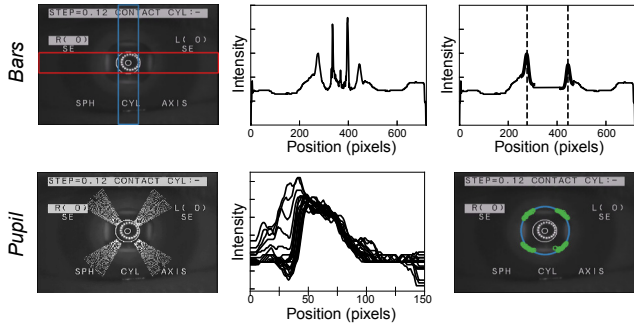 Bars
STEP=0.12 CONTACT CYL:-
R( 0) L( 0)
SE SE
SPH CYL AXIS
Intensity
0 200 400 600
Position (pixels)
Intensity
0 200 400 600
Position (pixels)
Pupil
STEP=0.12 CONTACT CYL:-
R( 0) L( 0)
SE SE
SPH CYL AXIS
Intensity
0 50 100 150
Position (pixels)
STEP=0.12 CONTACT CYL:-
R( 0) L( 0)
SE SE
SPH CYL AXIS